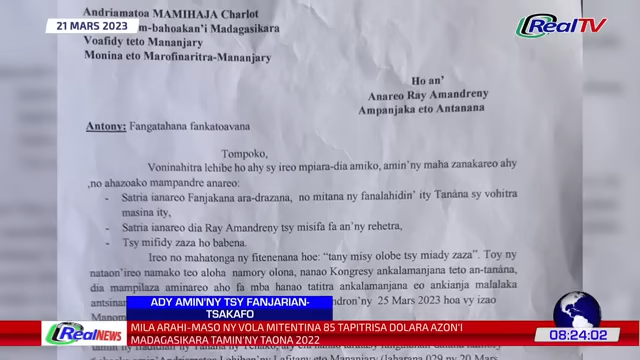 Andriamatoa MAMIHAJA Charlot
m-bahoakan'i Madagasikara
Voafidy teto Mananjary
Monina eto Marofinaritra-Mananjary
21 MARS 2023
RealTV
Ho an'
Anareo Ray Amandreny
Ampanjaka eto Antanana
Antony: Fangatahana fankatoavana
Tompoko,
Voninahitra lehibe ho ahy sy ireo mpiara-dia amiko, amin'ny maha zanakareo ahy
,no ahazoako mampandre anareo:
- Satria ianareo Fanjakana ara-drazana, no mitana ny fanalahidin' ity Tanàna sy vohitra
masina ity,
- Satria ianareo dia Ray Amandreny tsy misifa fa an'ny rehetra,
- Tsy mifidy zaza ho babena.
Ireo no mahatonga ny fitenenana hoe: "tany misy olobe tsy miady zaza". Toy ny
nataon'ireo namako teo aloha namory olona, nanao Kongresy ankalamanjana teto an-tanàna,
dia mampilaza aminareo aho fa mba hanao tatitra ankalamanjana eo ankianja malalaka
antsinan
ndron'ny 25 Mars 2023 hoa vy izao
Manom
ADY AMIN'NY TSY FANJARIAN-
TSAKAFO
RealNEWS
MILA ARAHI-MASO NY VOLA MITENTINA 85 TAPITRISA DOLARA AZON'I
MADAGASIKARA TAMIN'NY TAONA 2022
08:24:02